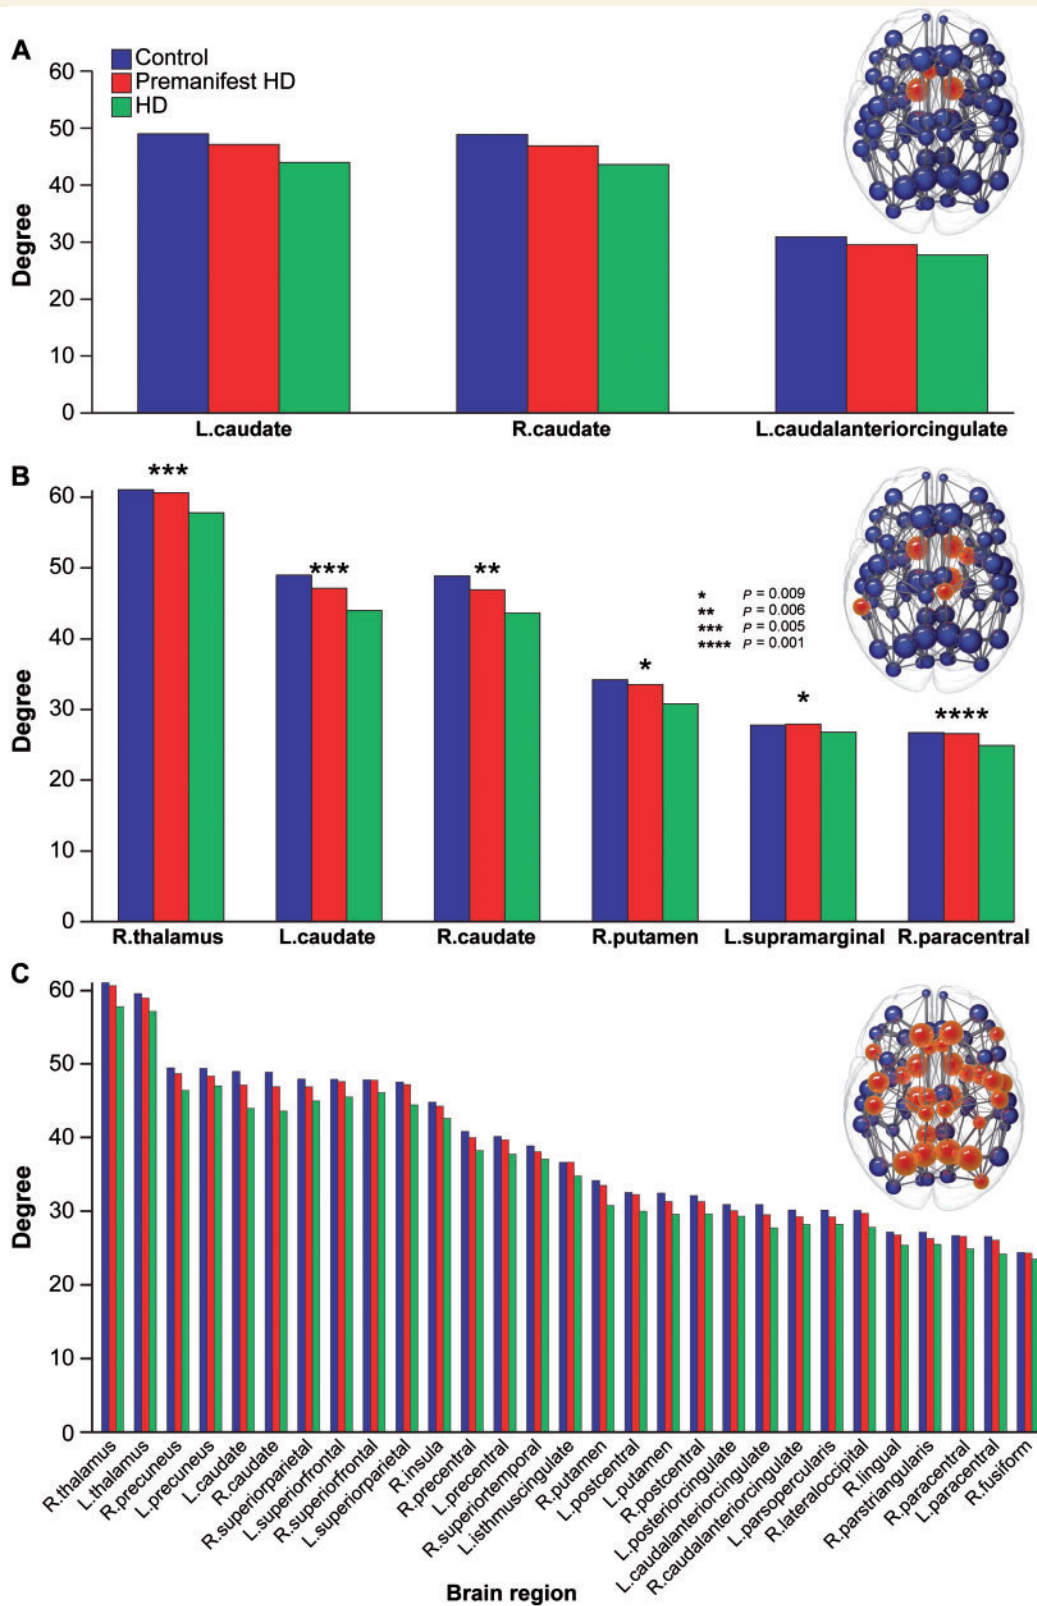 A
Control
Premanifest HD
HD
60
50
40
30
20
10
0
Degree
L.caudate
R.caudate
L.caudalanteriorcingulate
B
60
50
40
30
20
10
0
Degree
***
***
**
*
*
****
* P = 0.009
** P = 0.006
*** P = 0.005
**** P = 0.001
R.thalamus
L.caudate
R.caudate
R.putamen
L.supramarginal
R.paracentral
C
60
50
40
30
20
10
0
Degree
R.thalamus
L.thalamus
R.precuneus
L.precuneus
L.caudate
R.caudate
R.superiorparietal
L.superiorfrontal
R.superiorfrontal
L.superiorparietal
R.insula
R.precentral
L.precentral
R.superiortemporal
L.isthmuscingulate
R.putamen
L.postcentral
L.putamen
R.postcentral
L.posteriorcingulate
L.caudalanteriorcingulate
R.caudalanteriorcingulate
L.parsopercularis
R.lateraloccipital
R.lingual
R.parstriangularis
R.paracentral
L.paracentral
R.fusiform
Brain region